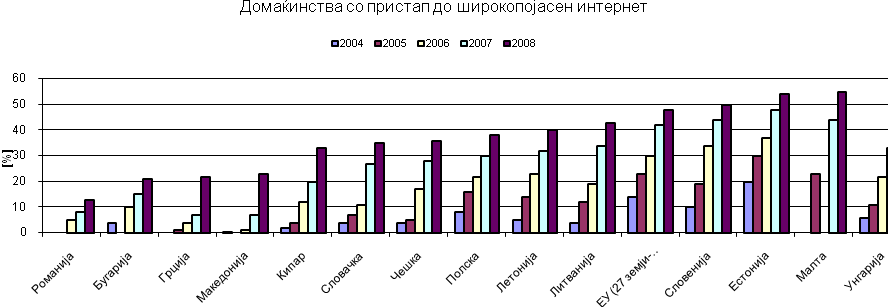 Домаќинства со пристап до широкопојасен интернет
2004 2005 2006 2007 2008
60
50
40
30
20
10
0
[%]
Романија Бугарија Грција Македонија Кипар Словачка Чешка Полска Летонија Литванија ЕУ (27 земји-... Словенија Естонија Малта Унгарија